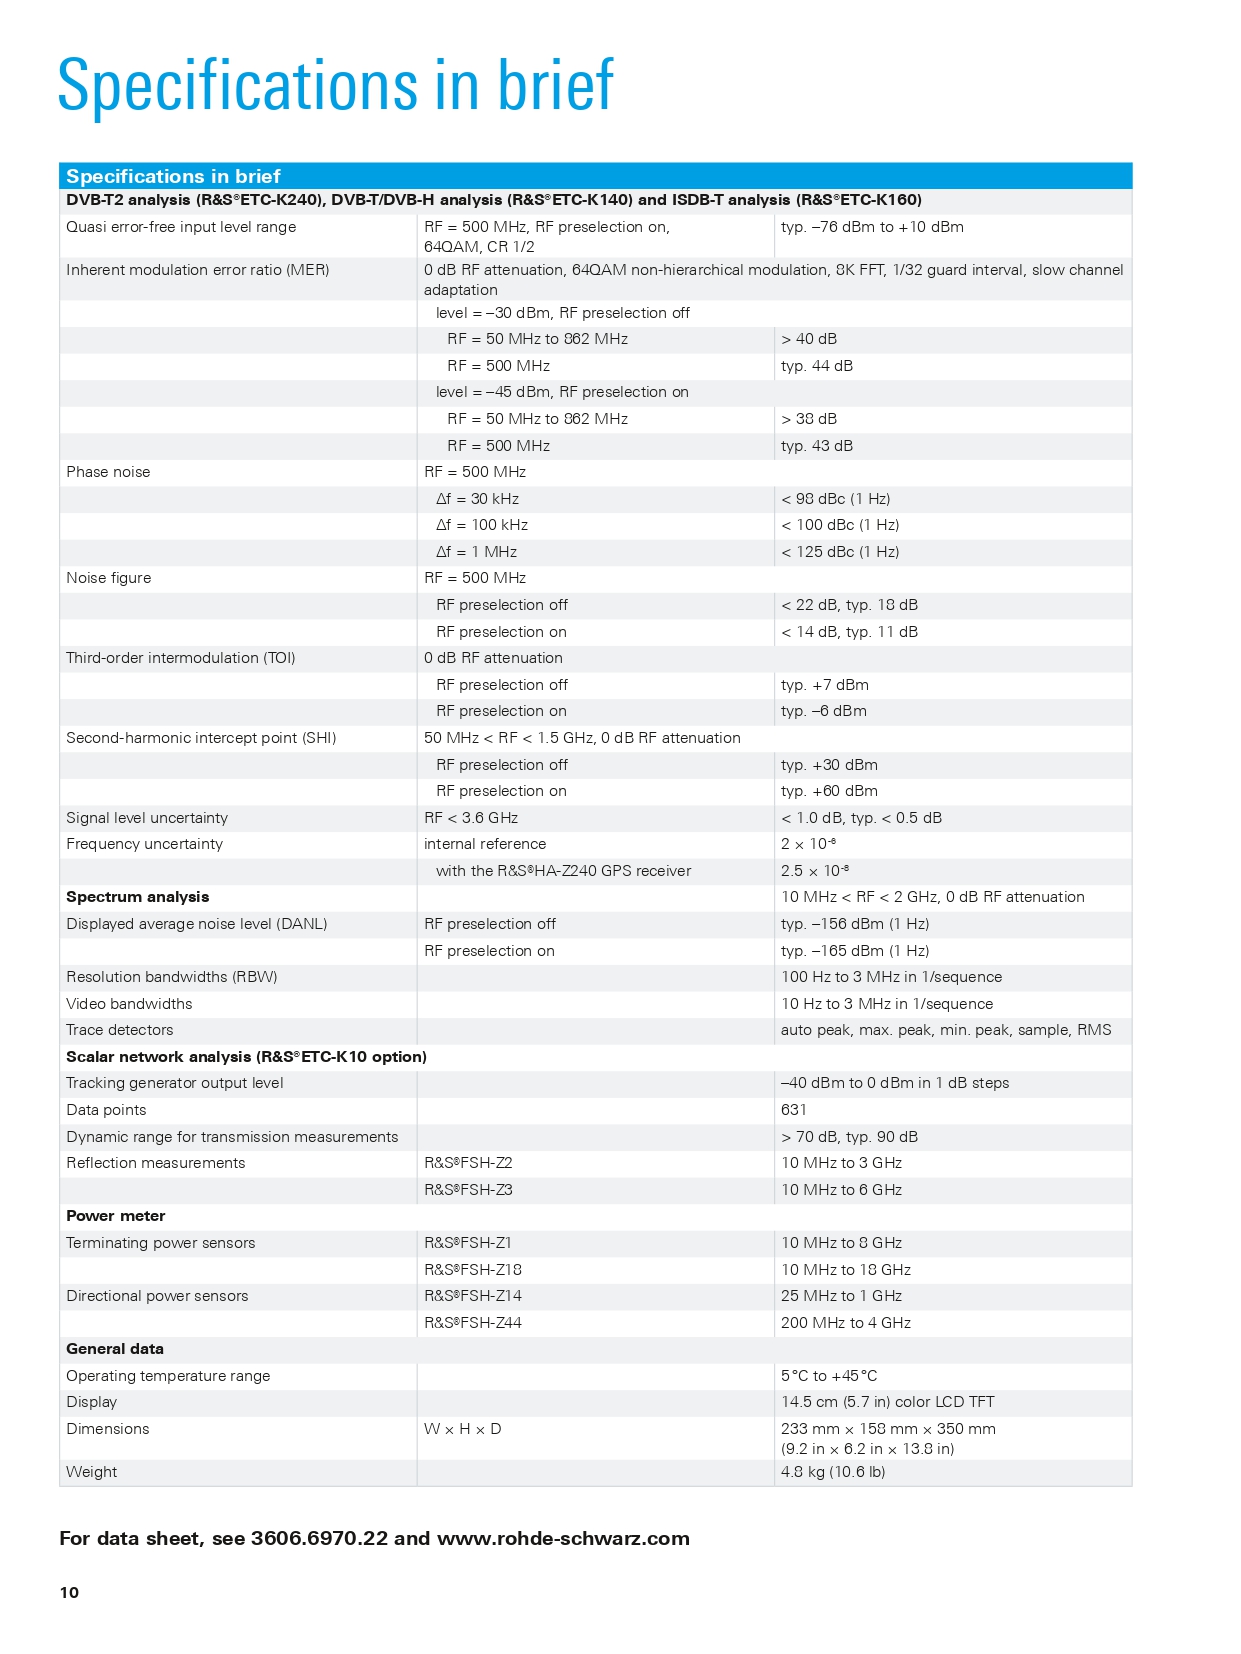 Specifications in brief
Specifications in brief
DVB-T2 analysis (R&S®ETC-K240), DVB-T/DVB-H analysis (R&S®ETC-K140) and ISDB-T analysis (R&S®ETC-K160)
Quasi error-free input level range RF = 500 MHz, RF preselection on, typ. –76 dBm to +10 dBm
64QAM, CR 1/2
Inherent modulation error ratio (MER) 0 dB RF attenuation, 64QAM non-hierarchical modulation, 8K FFT, 1/32 guard interval, slow channel
adaptation
level = –30 dBm, RF preselection off
RF = 50 MHz to 862 MHz > 40 dB
RF = 500 MHz typ. 44 dB
level = –45 dBm, RF preselection on
RF = 50 MHz to 862 MHz > 38 dB
RF = 500 MHz typ. 43 dB
Phase noise RF = 500 MHz
Δf = 30 kHz < 98 dBc (1 Hz)
Δf = 100 kHz < 100 dBc (1 Hz)
Δf = 1 MHz < 125 dBc (1 Hz)
Noise figure RF = 500 MHz
RF preselection off < 22 dB, typ. 18 dB
RF preselection on < 14 dB, typ. 11 dB
Third-order intermodulation (TOI) 0 dB RF attenuation
RF preselection off typ. +7 dBm
RF preselection on typ. –6 dBm
Second-harmonic intercept point (SHI) 50 MHz < RF < 1.5 GHz, 0 dB RF attenuation
RF preselection off typ. +30 dBm
RF preselection on typ. +60 dBm
Signal level uncertainty RF < 3.6 GHz < 1.0 dB, typ. < 0.5 dB
Frequency uncertainty internal reference 2 × 10⁻⁶
with the R&S®HA-Z240 GPS receiver 2.5 × 10⁻⁸
Spectrum analysis 10 MHz < RF < 2 GHz, 0 dB RF attenuation
Displayed average noise level (DANL) RF preselection off typ. –156 dBm (1 Hz)
RF preselection on typ. –165 dBm (1 Hz)
Resolution bandwidths (RBW) 100 Hz to 3 MHz in 1/sequence
Video bandwidths 10 Hz to 3 MHz in 1/sequence
Trace detectors auto peak, max. peak, min. peak, sample, RMS
Scalar network analysis (R&S®ETC-K10 option)
Tracking generator output level –40 dBm to 0 dBm in 1 dB steps
Data points 631
Dynamic range for transmission measurements > 70 dB, typ. 90 dB
Reflection measurements R&S®FSH-Z2 10 MHz to 3 GHz
R&S®FSH-Z3 10 MHz to 6 GHz
Power meter
Terminating power sensors R&S®FSH-Z1 10 MHz to 8 GHz
R&S®FSH-Z18 10 MHz to 18 GHz
Directional power sensors R&S®FSH-Z14 25 MHz to 1 GHz
R&S®FSH-Z44 200 MHz to 4 GHz
General data
Operating temperature range 5 °C to +45 °C
Display 14.5 cm (5.7 in) color LCD TFT
Dimensions W × H × D 233 mm × 158 mm × 350 mm
(9.2 in × 6.2 in × 13.8 in)
Weight 4.8 kg (10.6 lb)
For data sheet, see 3606.6970.22 and www.rohde-schwarz.com
10